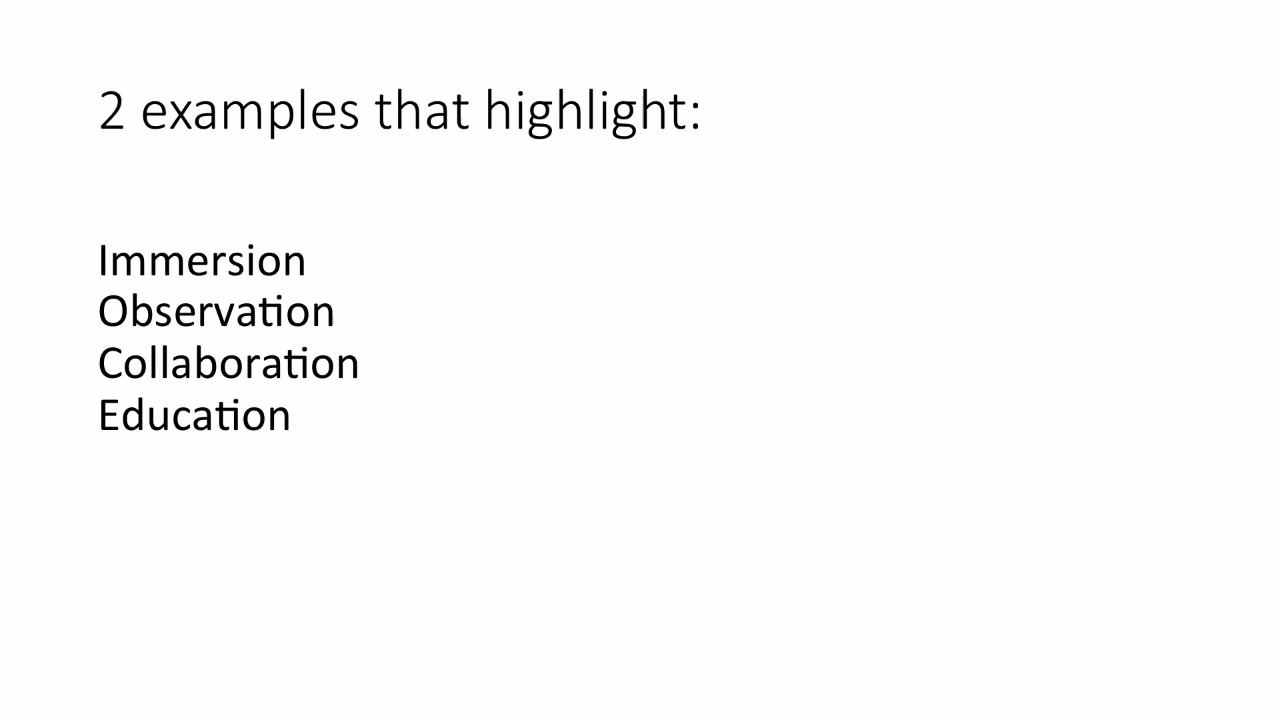 2 examples that highlight:
Immersion
Observation
Collaboration
Education